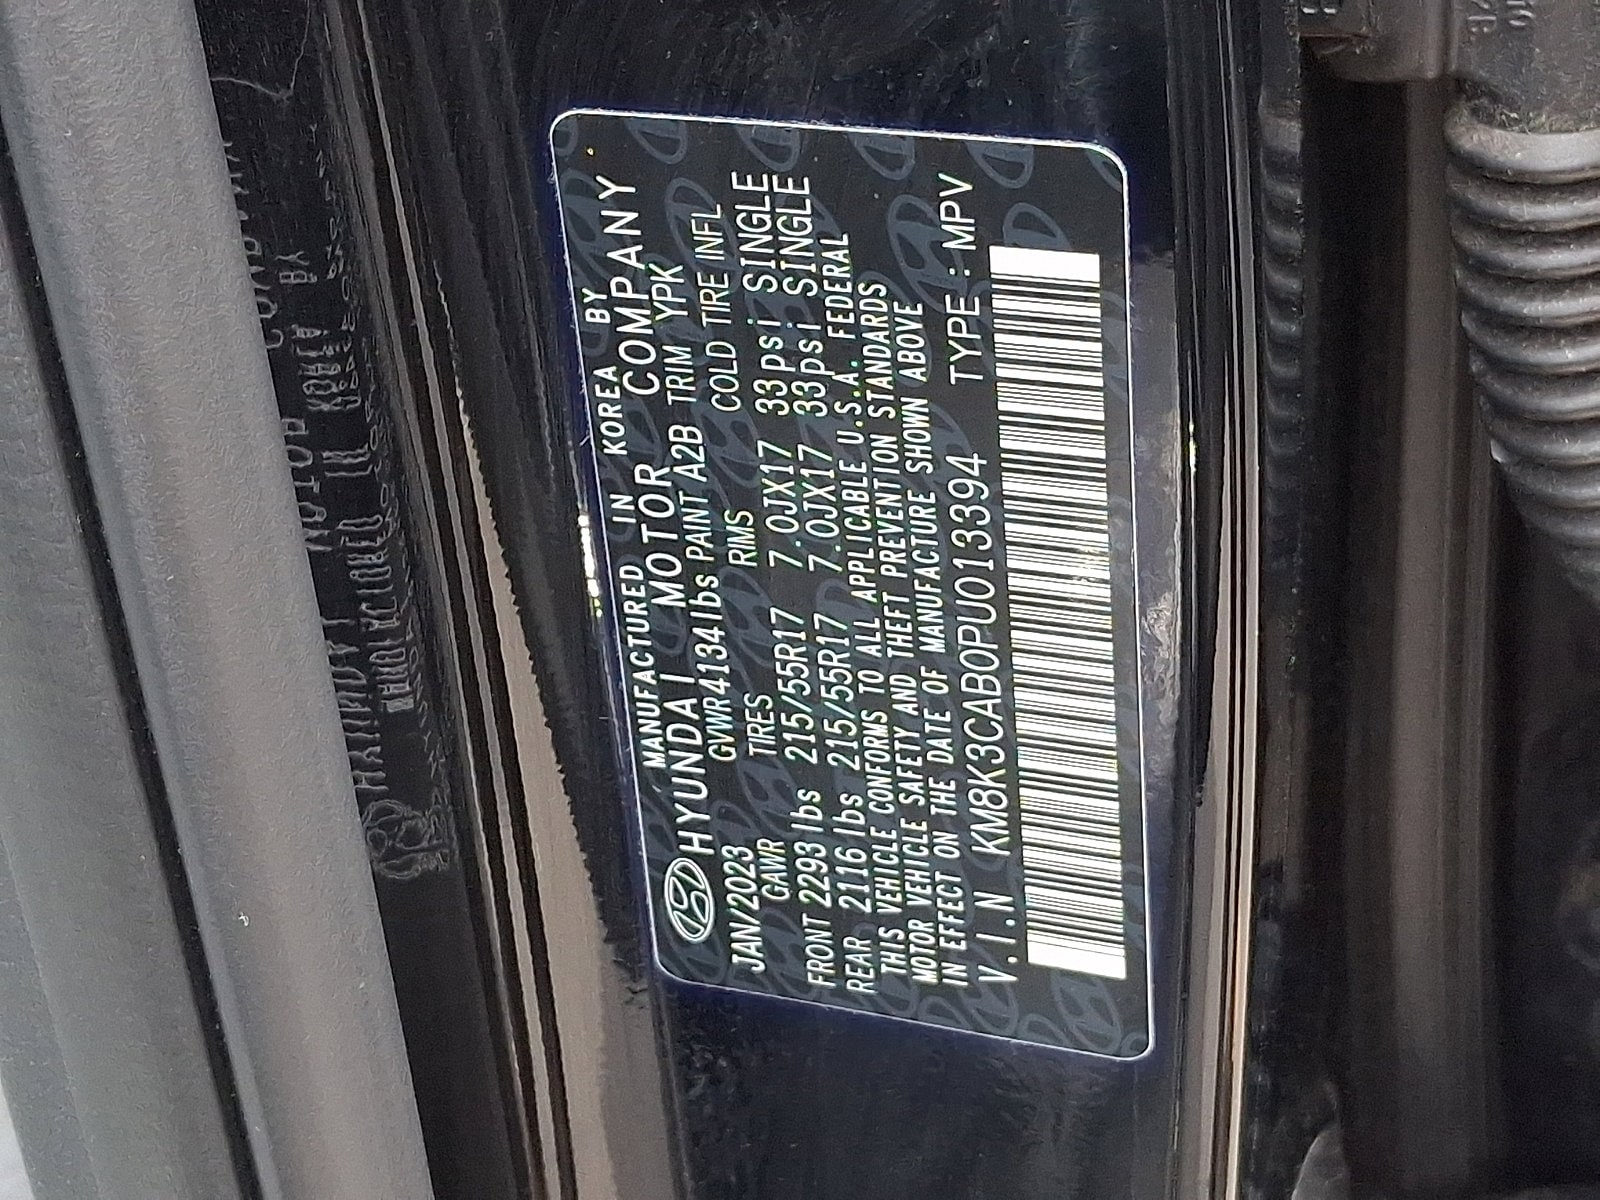 MANUFACTURED IN KOREA BY
HYUNDAI MOTOR COMPANY
JAN/2023 GVWR 4134lbs PAINT A2B TRIM YPK
GAWR TIRES RIMS COLD TIRE INFL
FRONT 2293 lbs 215/55R17 7.0JX17 33psi SINGLE
REAR 2116 lbs 215/55R17 7.0JX17 33psi SINGLE
THIS VEHICLE CONFORMS TO ALL APPLICABLE U.S.A. FEDERAL
MOTOR VEHICLE SAFETY AND THEFT PREVENTION STANDARDS
IN EFFECT ON THE DATE OF MANUFACTURE SHOWN ABOVE
V.I.N KM8K3CAB0PU013394 TYPE : MPV